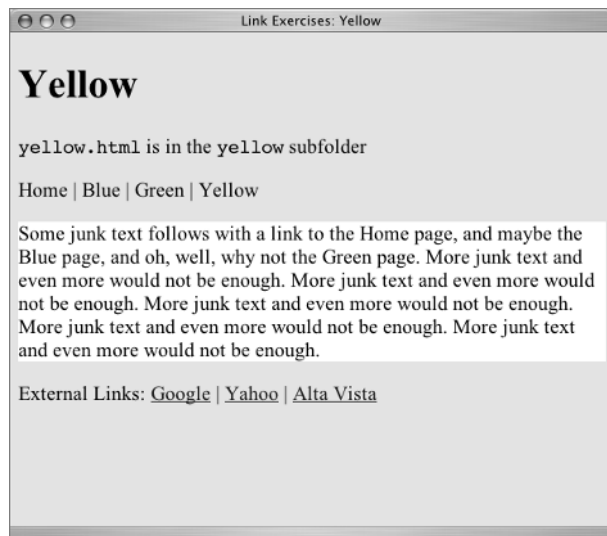 Link Exercises: Yellow
Yellow
yellow.html is in the yellow subfolder
Home | Blue | Green | Yellow
Some junk text follows with a link to the Home page, and maybe the
Blue page, and oh, well, why not the Green page. More junk text and
even more would not be enough. More junk text and even more would
not be enough. More junk text and even more would not be enough.
More junk text and even more would not be enough. More junk text
and even more would not be enough.
External Links: Google | Yahoo | Alta Vista